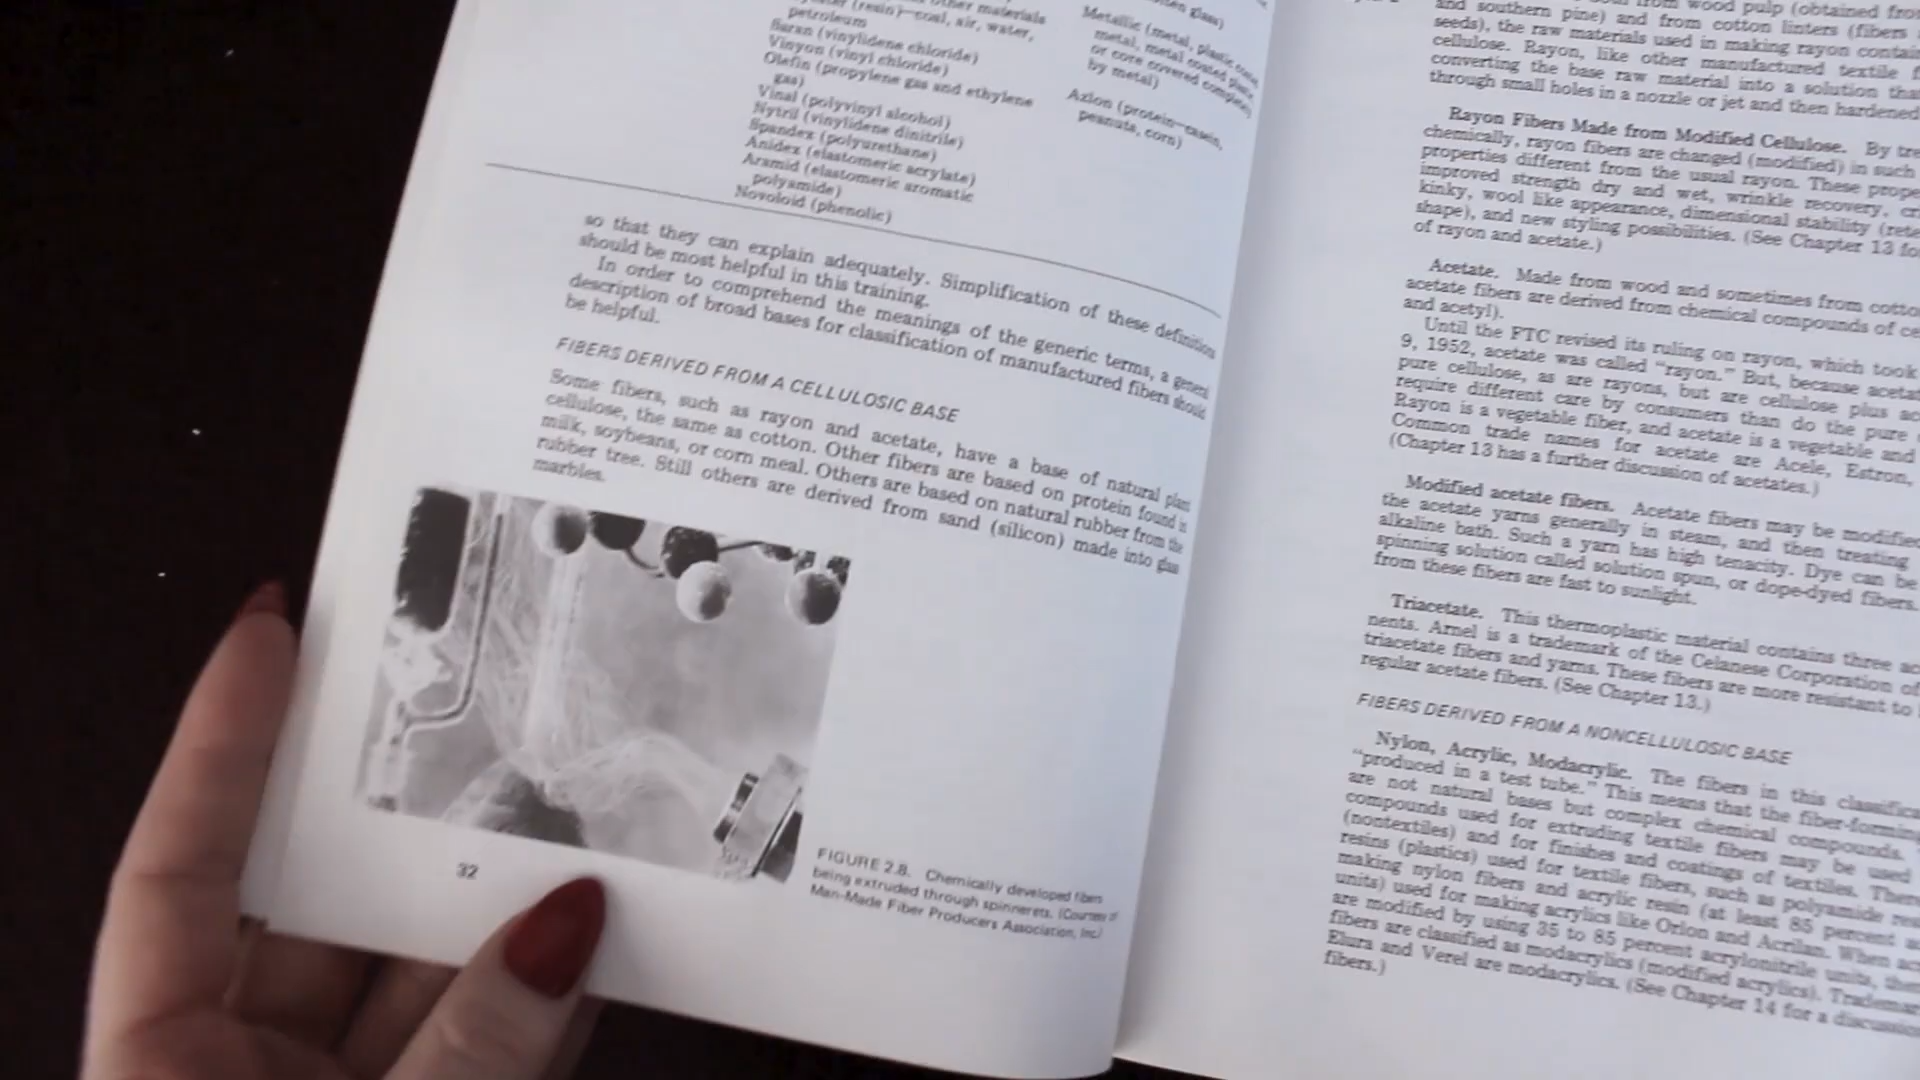 other materials
(resin)—coal, air, water,
petroleum
Saran (vinylidene chloride)
Vinyon (vinyl chloride)
Olefin (propylene gas and ethylene
gas)
Vinal (polyvinyl alcohol)
Nytril (vinylidene dinitrile)
Spandex (polyurethane)
Anidex (elastomeric acrylate)
Aramid (elastomeric aromatic
polyamide)
Novoloid (phenolic)
glass)
Metallic (metal, plastic
metal, metal coated
or core covered completely
by metal)
Azlon (protein—casein,
peanuts, corn)
so that they can explain adequately. Simplification of these definition
should be most helpful in this training.
In order to comprehend the meanings of the generic terms, a general
description of broad bases for classification of manufactured fibers should
be helpful.
FIBERS DERIVED FROM A CELLULOSIC BASE
Some fibers, such as rayon and acetate, have a base of natural plant
cellulose, the same as cotton. Other fibers are based on protein found in
milk, soybeans, or corn meal. Others are based on natural rubber from the
rubber tree. Still others are derived from sand (silicon) made into glass
marbles.
FIGURE 2.8. Chemically developed fibers
being extruded through spinnerets. (Courtesy of
Man-Made Fiber Producers Association, Inc.)
32
from wood pulp (obtained from
and southern pine) and from cotton linters (fibers
seeds), the raw materials used in making rayon contain
cellulose. Rayon, like other manufactured textile
converting the base raw material into a solution that
through small holes in a nozzle or jet and then hardened
Rayon Fibers Made from Modified Cellulose. By
chemically, rayon fibers are changed (modified) in such
properties different from the usual rayon. These
improved strength dry and wet, wrinkle recovery,
kinky, wool like appearance, dimensional stability
shape), and new styling possibilities. (See Chapter 13
of rayon and acetate.)
Acetate. Made from wood and sometimes from
acetate fibers are derived from chemical compounds of
and acetyl).
Until the FTC revised its ruling on rayon, which took
9, 1952, acetate was called "rayon." But, because
pure cellulose, as are rayons, but are cellulose plus
require different care by consumers than do the pure
Rayon is a vegetable fiber, and acetate is a vegetable and
Common trade names for acetate are Acele, Estron,
(Chapter 13 has a further discussion of acetates.)
Modified acetate fibers. Acetate fibers may be modified
the acetate yarns generally in steam, and then treating
alkaline bath. Such a yarn has high tenacity. Dye can be
spinning solution called solution spun, or dope-dyed fibers.
from these fibers are fast to sunlight.
Triacetate. This thermoplastic material contains three
nents. Arnel is a trademark of the Celanese Corporation of
triacetate fibers and yarns. These fibers are more resistant to
regular acetate fibers. (See Chapter 13.)
FIBERS DERIVED FROM A NONCELLULOSIC BASE
Nylon, Acrylic, Modacrylic. The fibers in this
"produced in a test tube." This means that the fiber-forming
are not natural bases but complex chemical compounds.
compounds used for extruding textile fibers may be used
(nontextiles) and for finishes and coatings of textiles.
resins (plastics) used for textile fibers, such as polyamide
making nylon fibers and acrylic resin (at least 85 percent
units) used for making acrylics like Orlon and Acrilan. When
are modified by using 35 to 85 percent acrylonitrile units,
fibers are classified as modacrylics (modified acrylics).
Elura and Verel are modacrylics. (See Chapter 14 for a
fibers.)